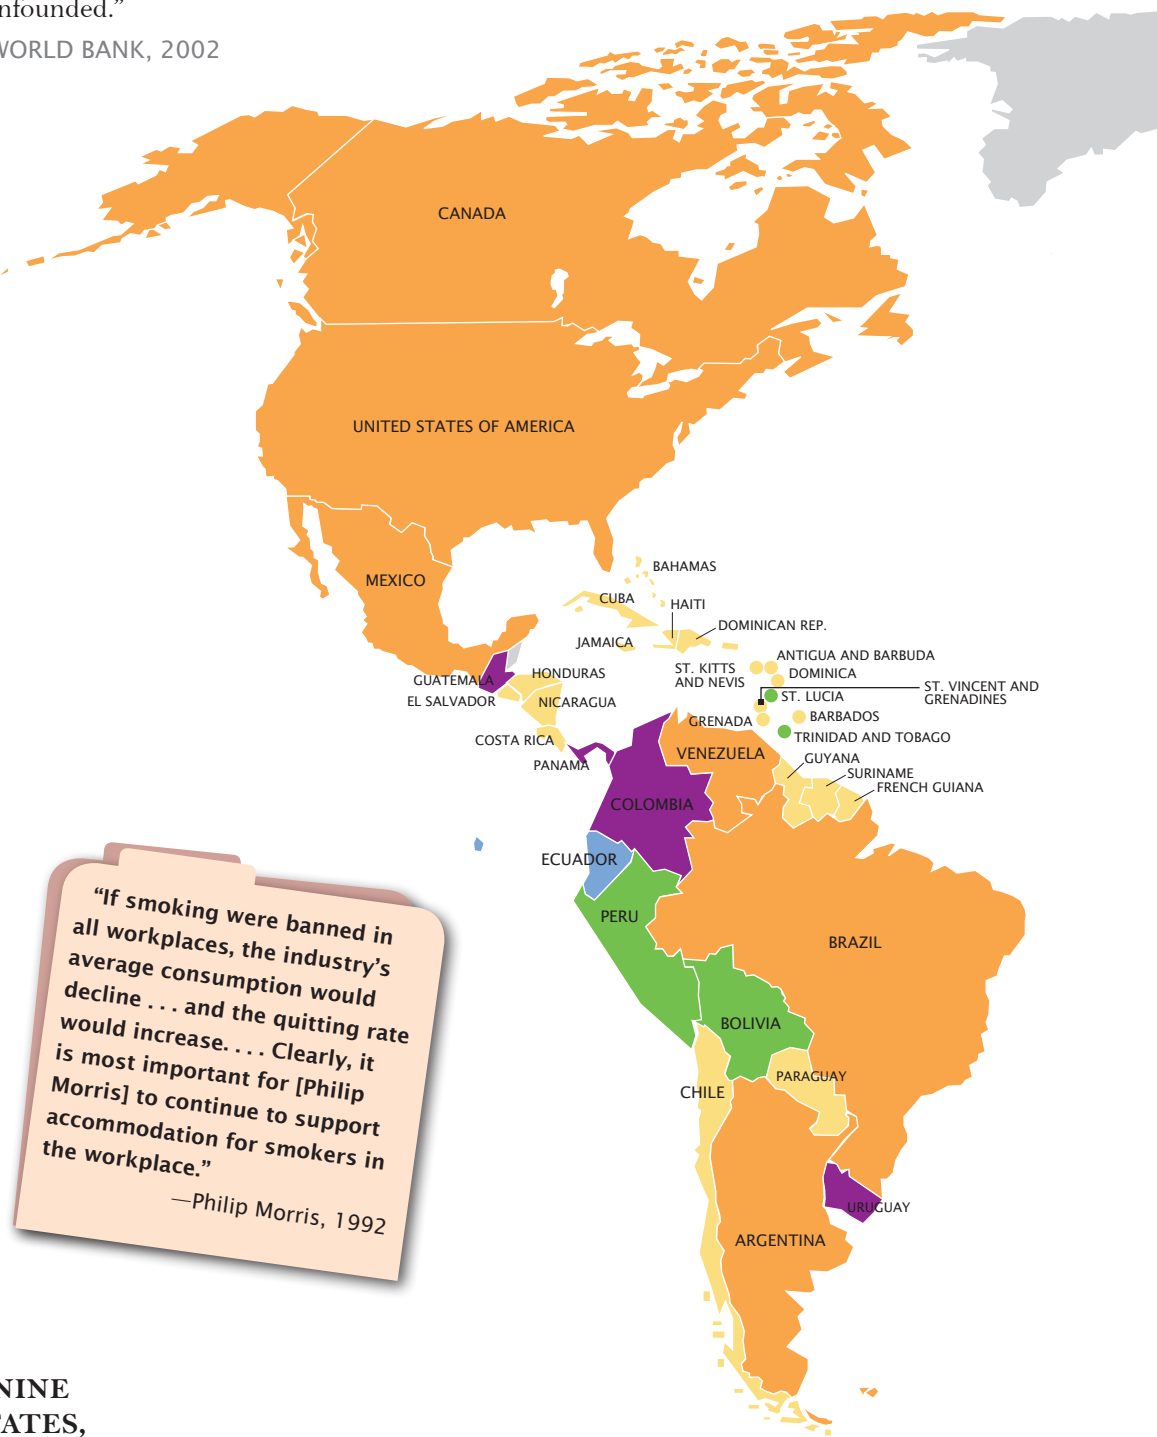 nfounded.”
WORLD BANK, 2002
CANADA
UNITED STATES OF AMERICA
MEXICO
BAHAMAS
CUBA
HAITI
DOMINICAN REP.
JAMAICA
ANTIGUA AND BARBUDA
ST. KITTS
AND NEVIS
DOMINICA
ST. LUCIA
ST. VINCENT AND
GRENADINES
GUATEMALA
HONDURAS
EL SALVADOR
NICARAGUA
GRENADA
BARBADOS
COSTA RICA
TRINIDAD AND TOBAGO
PANAMA
VENEZUELA
GUYANA
SURINAME
FRENCH GUIANA
COLOMBIA
ECUADOR
PERU
BRAZIL
BOLIVIA
PARAGUAY
CHILE
URUGUAY
ARGENTINA
“If smoking were banned in
all workplaces, the industry’s
average consumption would
decline . . . and the quitting rate
would increase. . . . Clearly, it
is most important for [Philip
Morris] to continue to support
accommodation for smokers in
the workplace.”
—Philip Morris, 1992
NINE
TATES,